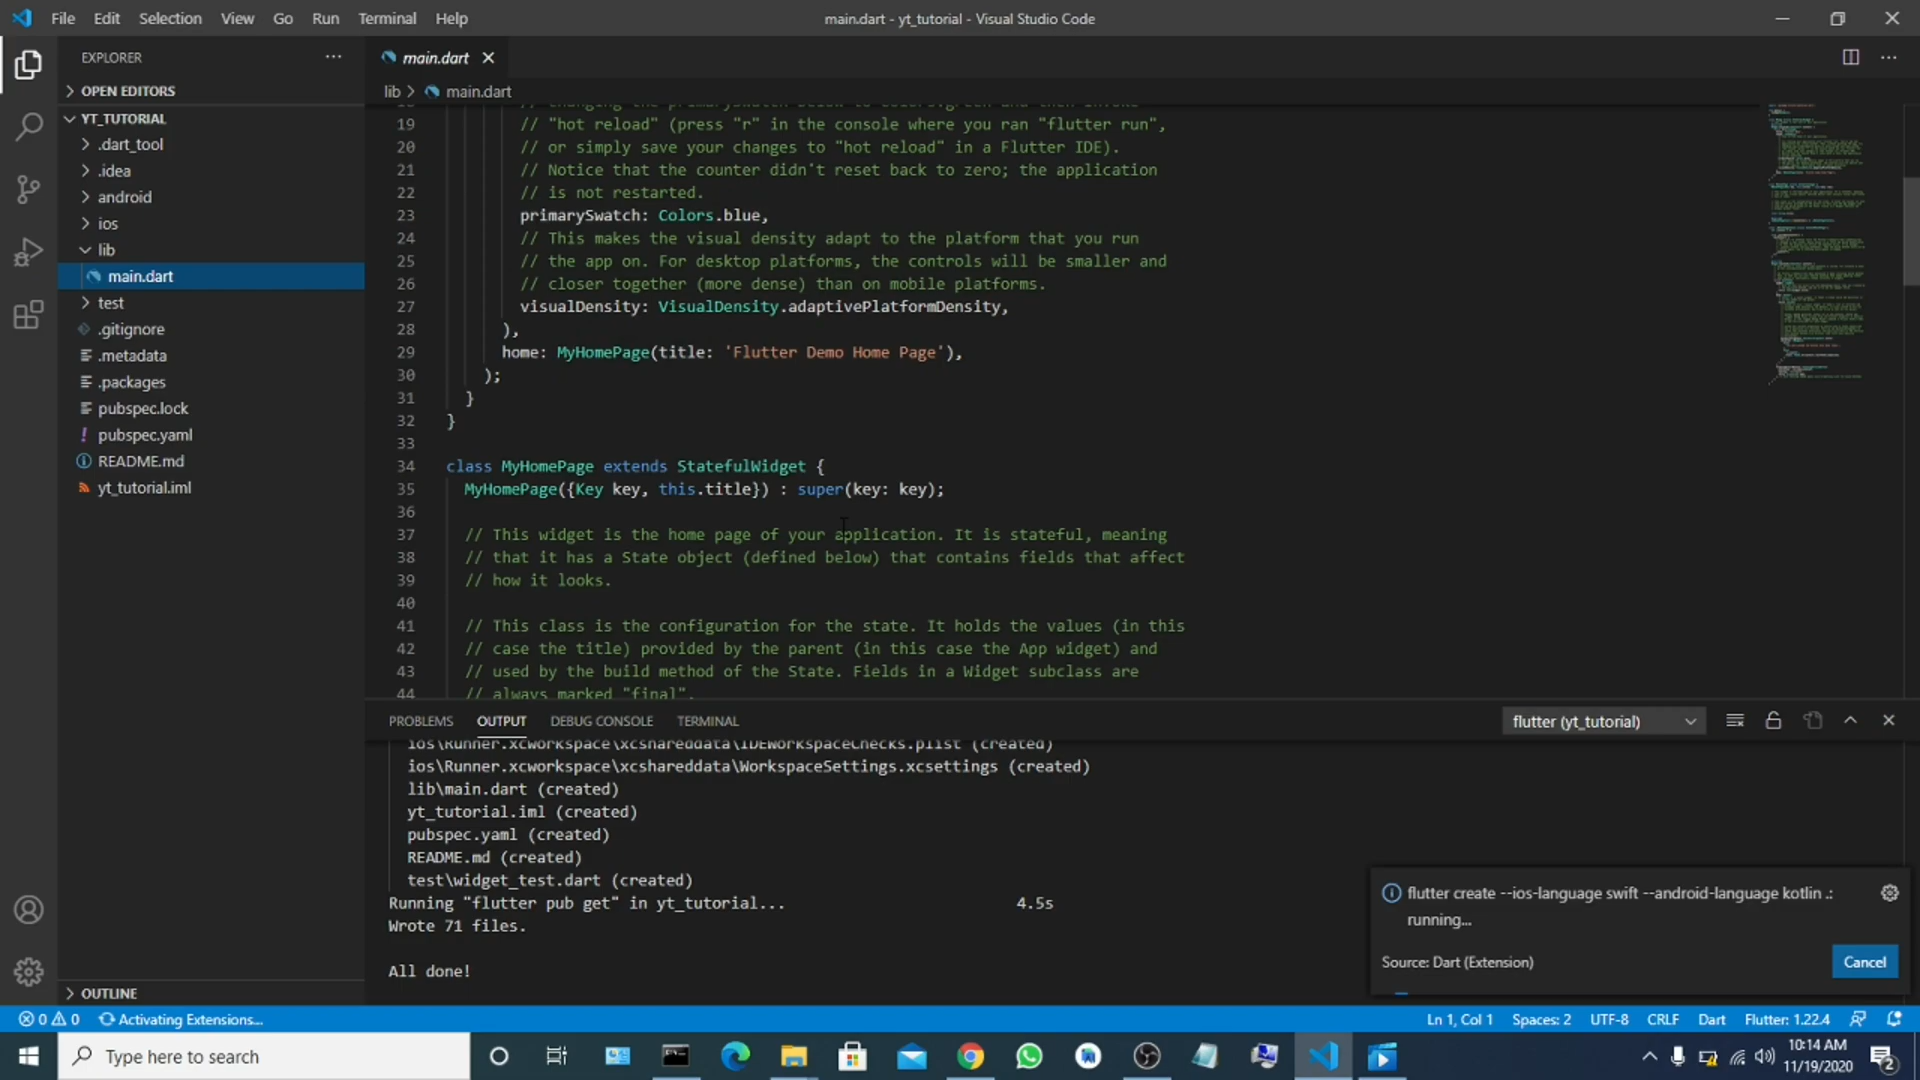 File Edit Selection View Go Run Terminal Help
main.dart - yt_tutorial - Visual Studio Code
EXPLORER
OPEN EDITORS
YT_TUTORIAL
.dart_tool
.idea
android
ios
lib
main.dart
test
.gitignore
.metadata
.packages
pubspec.lock
pubspec.yaml
README.md
yt_tutorial.iml
OUTLINE
main.dart
lib > main.dart
19 // "hot reload" (press "r" in the console where you ran "flutter run",
20 // or simply save your changes to "hot reload" in a Flutter IDE).
21 // Notice that the counter didn't reset back to zero; the application
22 // is not restarted.
23 primarySwatch: Colors.blue,
24 // This makes the visual density adapt to the platform that you run
25 // the app on. For desktop platforms, the controls will be smaller and
26 // closer together (more dense) than on mobile platforms.
27 visualDensity: VisualDensity.adaptivePlatformDensity,
28 ),
29 home: MyHomePage(title: 'Flutter Demo Home Page'),
30 );
31 }
32 }
33
34 class MyHomePage extends StatefulWidget {
35 MyHomePage({Key key, this.title}) : super(key: key);
36
37 // This widget is the home page of your application. It is stateful, meaning
38 // that it has a State object (defined below) that contains fields that affect
39 // how it looks.
40
41 // This class is the configuration for the state. It holds the values (in this
42 // case the title) provided by the parent (in this case the App widget) and
43 // used by the build method of the State. Fields in a Widget subclass are
44 // always marked "final".
PROBLEMS OUTPUT DEBUG CONSOLE TERMINAL
flutter (yt_tutorial)
ios\Runner.xcworkspace\xcshareddata\IDEWorkspaceChecks.plist (created)
ios\Runner.xcworkspace\xcshareddata\WorkspaceSettings.xcsettings (created)
lib\main.dart (created)
yt_tutorial.iml (created)
pubspec.yaml (created)
README.md (created)
test\widget_test.dart (created)
Running "flutter pub get" in yt_tutorial... 4.5s
Wrote 71 files.
All done!
flutter create --ios-language swift --android-language kotlin .:
running...
Source: Dart (Extension)
Cancel
0 0 Activating Extensions...
Ln 1, Col 1 Spaces: 2 UTF-8 CRLF Dart Flutter: 1.22.4
Type here to search
10:14 AM
11/19/2020
2